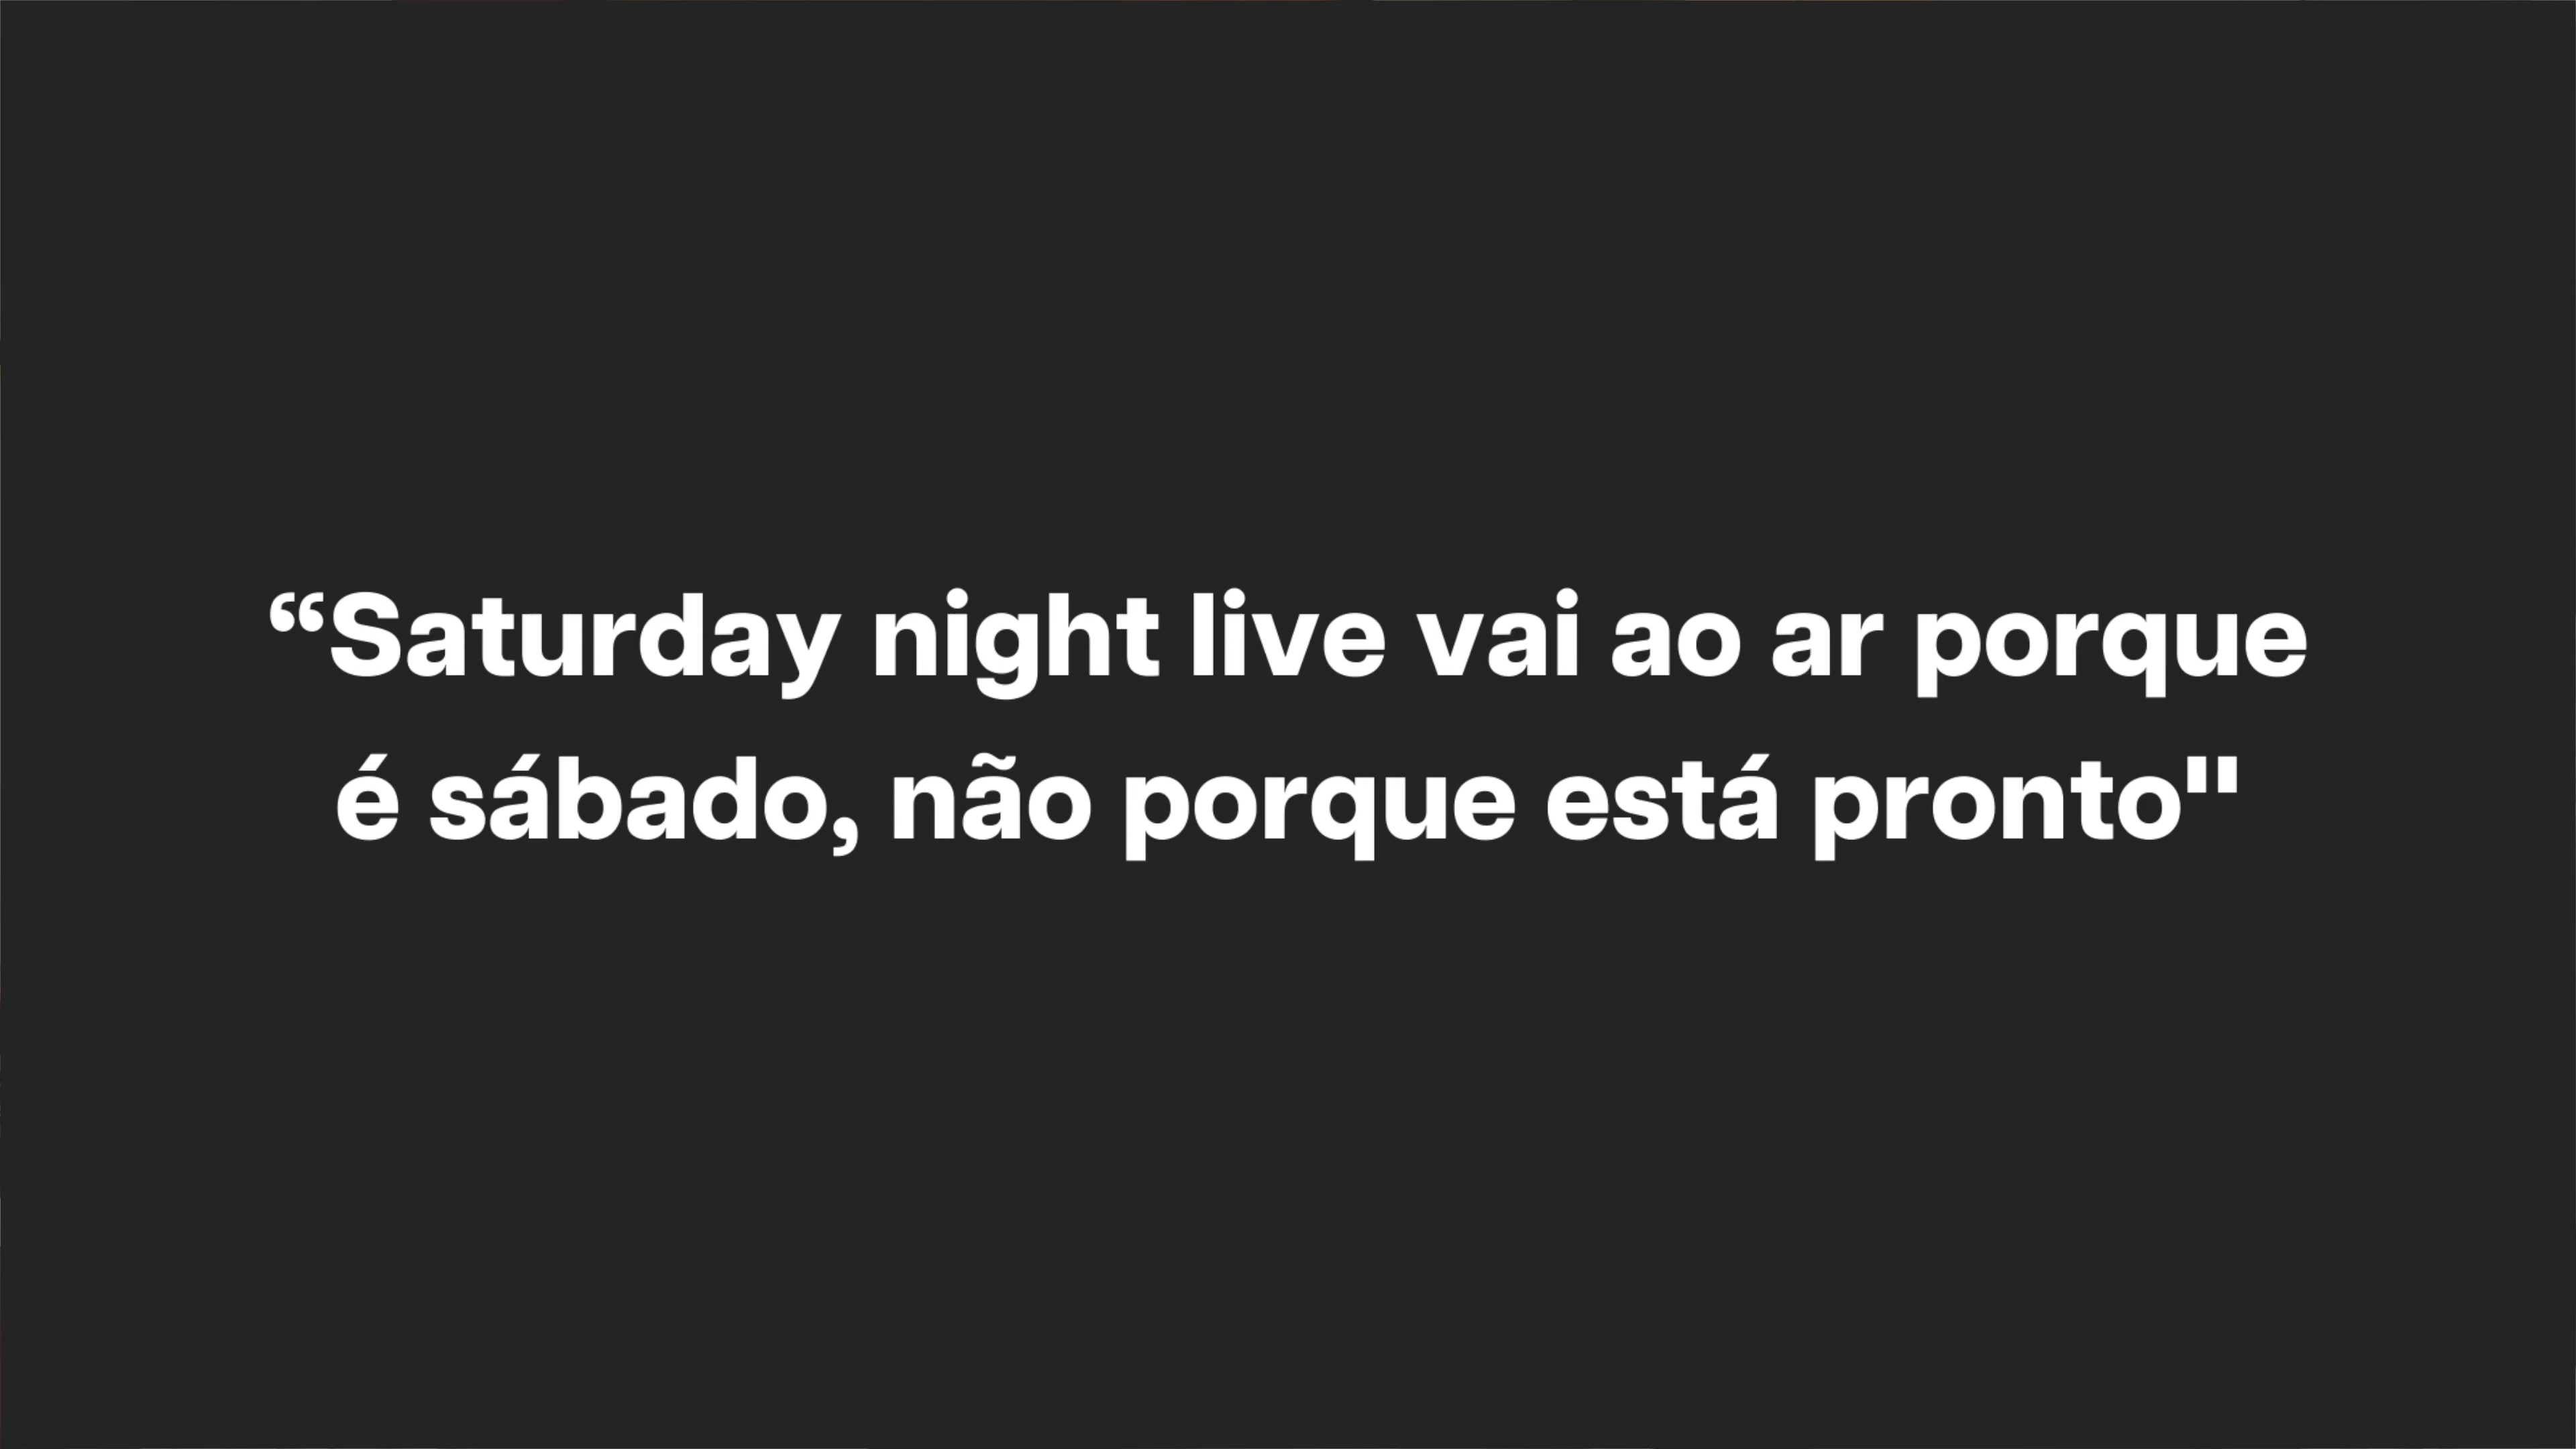 “Saturday night live vai ao ar porque
é sábado, não porque está pronto"